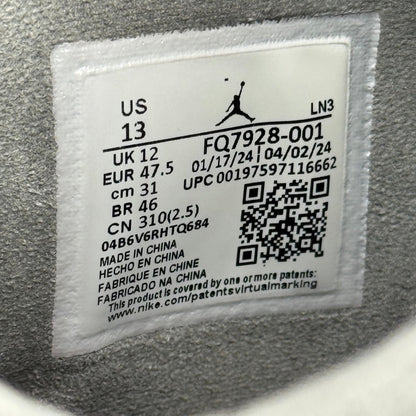 US
13
LN3
FQ7928-001
01/17/24 | 04/02/24
UPC 00197597116662
UK 12
EUR 47.5
cm 31
BR 46
CN 310(2.5)
04B6V6RHTQ684
MADE IN CHINA
HECHO EN CHINA
FABRIQUE EN CHINE
FABRICADO NA CHINA
This product is covered by one or more patents:
www.nike.com/patentsvirtualmarking